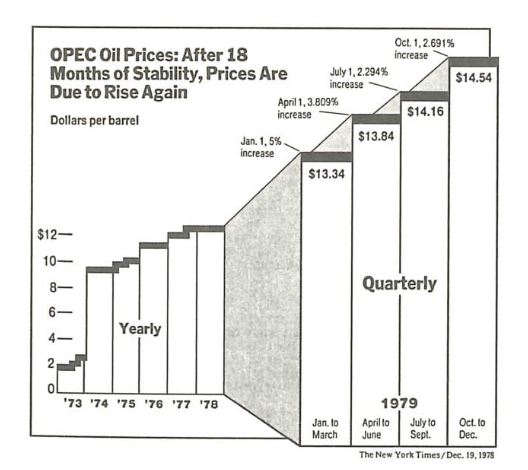 OPEC Oil Prices: After 18
Months of Stability, Prices Are
Due to Rise Again
Dollars per barrel
Jan. 1, 5%
increase
April 1, 3.809%
increase
July 1, 2.294%
increase
Oct. 1, 2.691%
increase
$13.34
$13.84
$14.16
$14.54
$12
10
8
6
4
2
0
Yearly
Quarterly
'73
'74
'75
'76
'77
'78
1979
Jan. to
March
April to
June
July to
Sept.
Oct. to
Dec.
The New York Times/Dec. 19, 1978